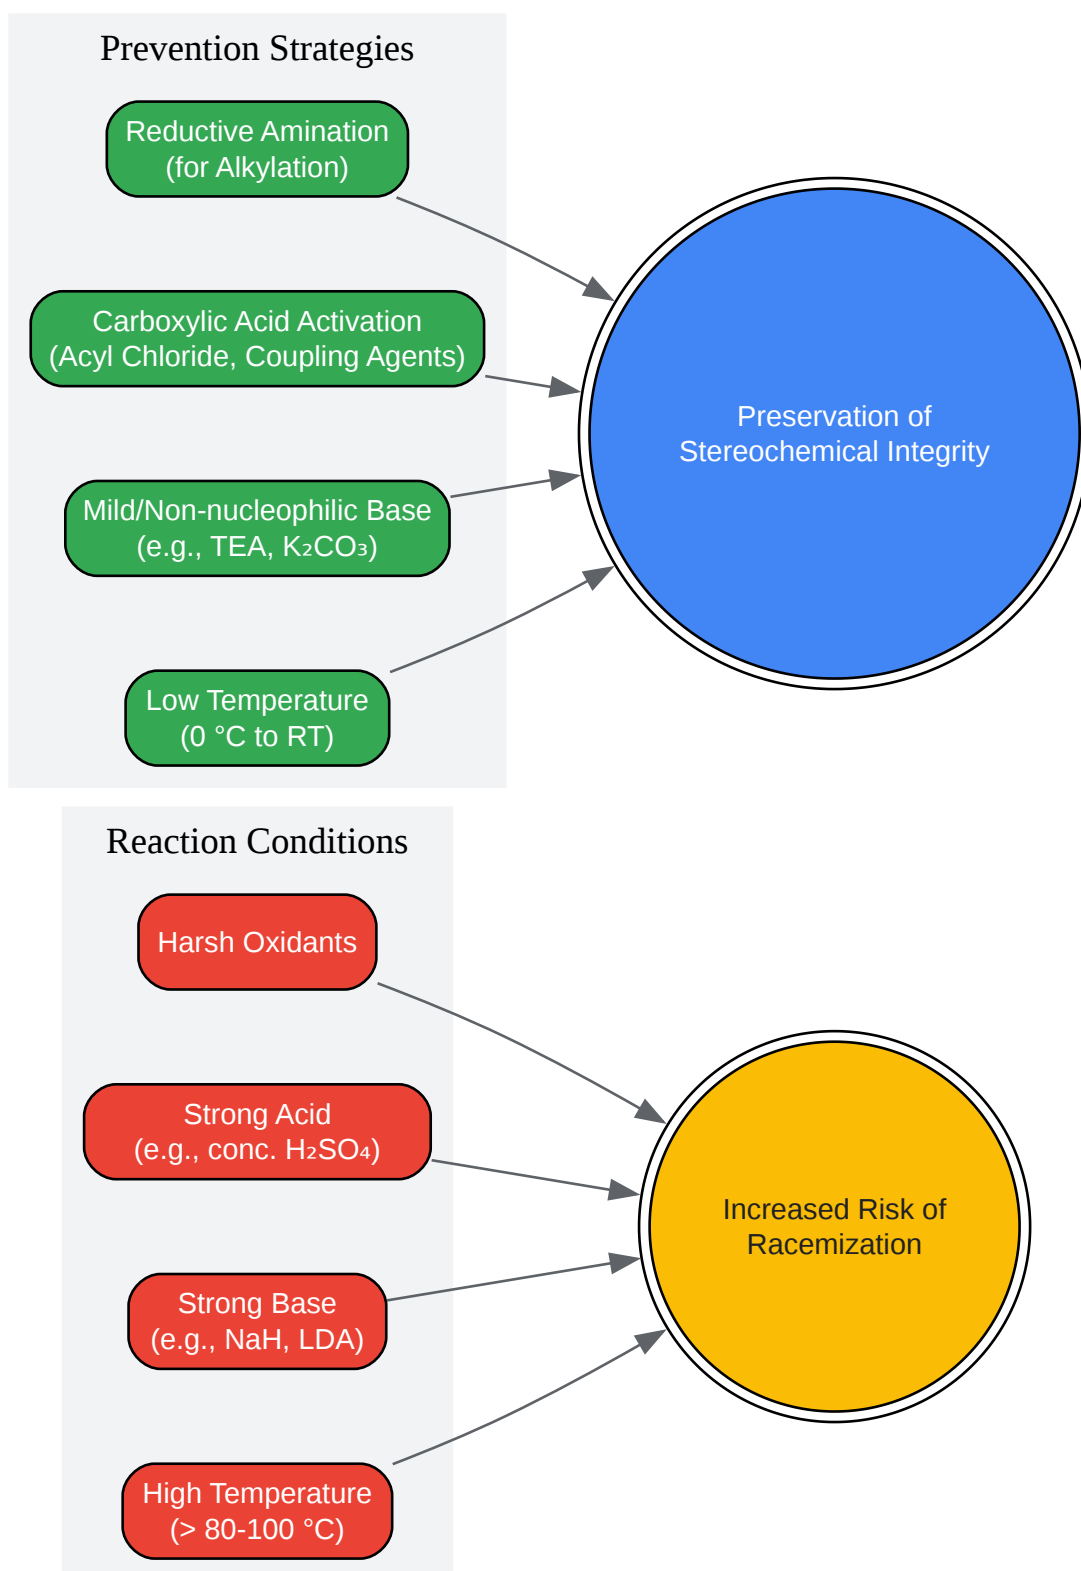 Prevention Strategies
Reductive Amination
(for Alkylation)
Carboxylic Acid Activation
(Acyl Chloride, Coupling Agents)
Mild/Non-nucleophilic Base
(e.g., TEA, K₂CO₃)
Low Temperature
(0 °C to RT)
Preservation of
Stereochemical Integrity
Reaction Conditions
Harsh Oxidants
Strong Acid
(e.g., conc. H₂SO₄)
Strong Base
(e.g., NaH, LDA)
High Temperature
(> 80-100 °C)
Increased Risk of
Racemization